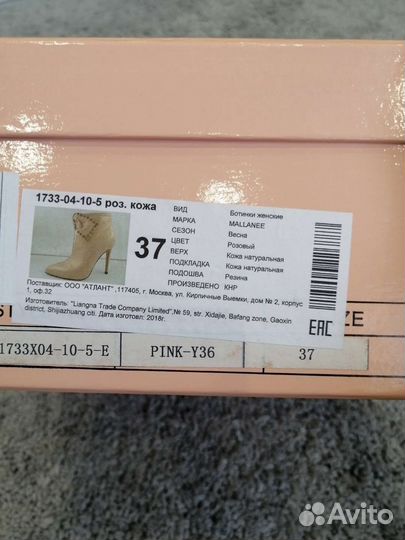 1733-04-10-5 роз. кожа
37
ВИД Ботинки женские
МАРКА MALLANEE
СЕЗОН Весна
ЦВЕТ Розовый
ВЕРХ Кожа натуральная
ПОДКЛАДКА Кожа натуральная
ПОДОШВА Резина
ПРОИЗВЕДЕНО КНР
Поставщик: ООО "АТЛАНТ" ,117405, г. Москва, ул. Кирпичные Выемки, дом № 2, корпус
1, оф.32
Изготовитель: "Liangna Trade Company Limited",№ 59, str. Xidajie, Bafang zone, Gaoxin
district, Shijiazhuang citi. Дата изготовл: 2018г.
EAC
ST
ZE
1733X04-10-5-E PINK-Y36 37
Avito